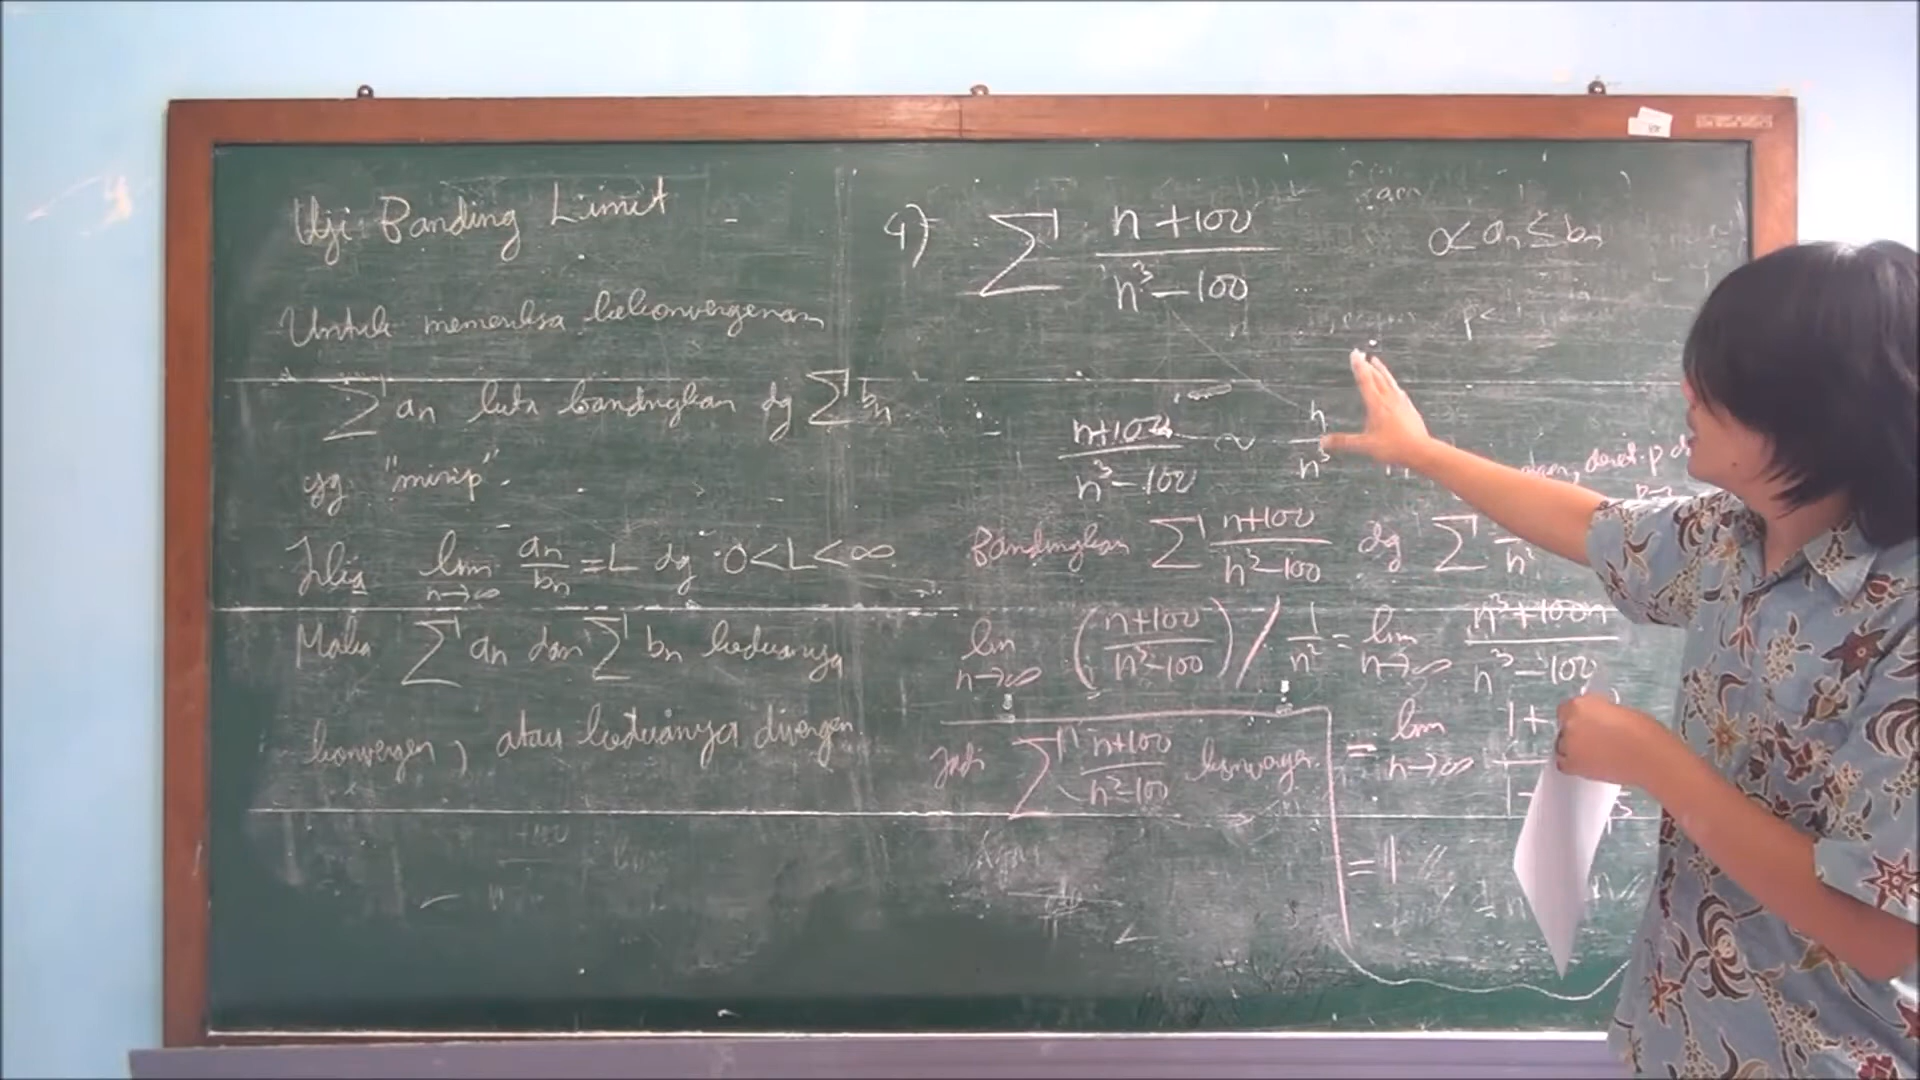 Uji Banding Limit
Untuk memeriksa kekonvergenan
∑ an kita bandingkan dg ∑ bn
yg "mirip".
Jika lim n→∞ an/bn = L dg 0<L<∞
Maka ∑ an dan ∑ bn keduanya
konvergen, atau keduanya divergen.
4) ∑ (n+100)/(n³-100)
0<an≤bn
(n+100)/(n³-100) ~ n/n³
deret-p
Bandingkan ∑ (n+100)/(n³-100) dg ∑ 1/n²
lim n→∞ ((n+100)/(n³-100)) / 1/n² = lim n→∞ (n³+100n)/(n³-100)
= lim n→∞
= 1
Jadi ∑ (n+100)/(n³-100) konvergen.